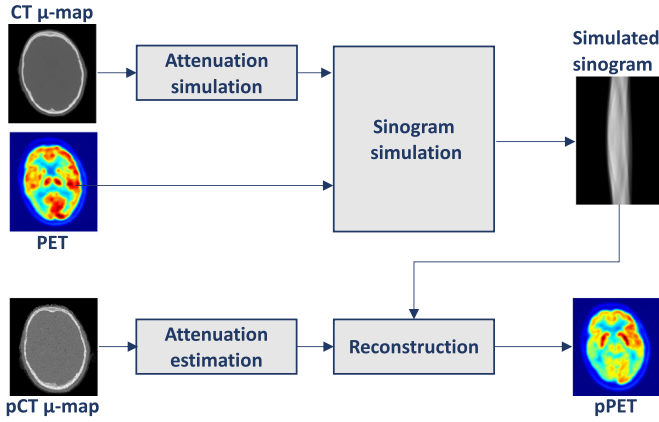 CT μ-map
Attenuation
simulation
Sinogram
simulation
Simulated
sinogram
PET
Attenuation
estimation
Reconstruction
pCT μ-map
pPET